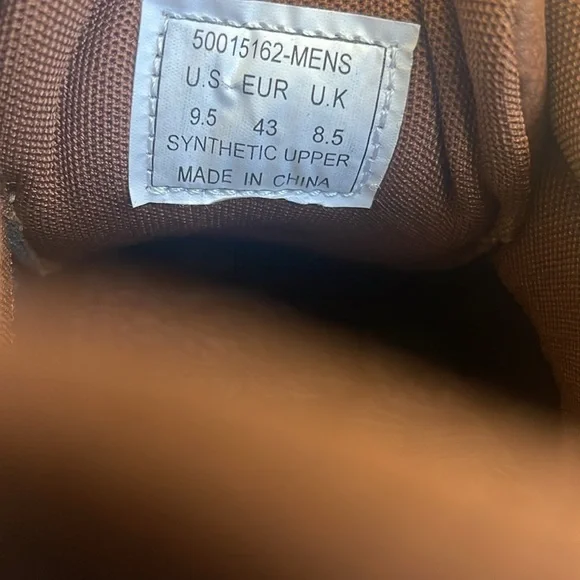 50015162-MENS
U.S EUR U.K
9.5 43 8.5
SYNTHETIC UPPER
MADE IN CHINA